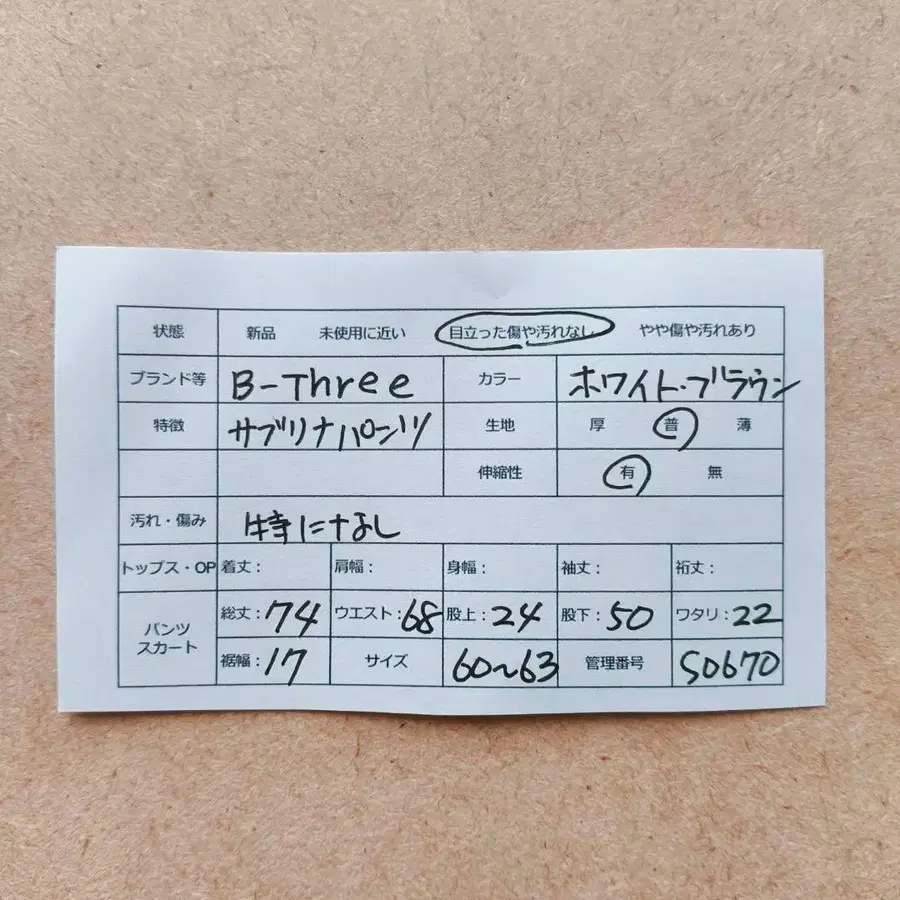 状態 新品 未使用に近い 目立った傷や汚れなし やや傷や汚れあり
ブランド等 B-Three カラー ホワイト・ブラウン
特徴 サブリナパンツ 生地 厚 普 薄
伸縮性 有 無
汚れ・傷み 特になし
トップス・OP 着丈： 肩幅： 身幅： 袖丈： 裄丈：
パンツ スカート 総丈：74 ウエスト：68 股上：24 股下：50 ワタリ：22
裾幅：17 サイズ 60~63 管理番号 S0670